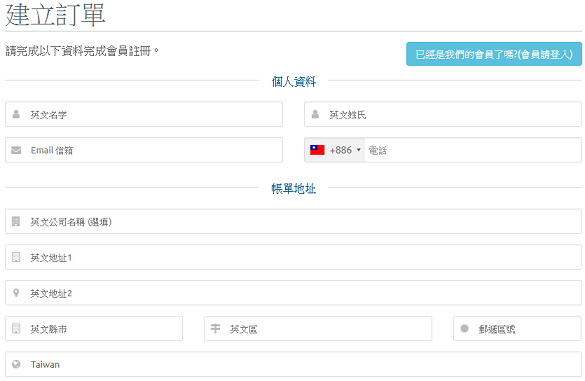 建立訂單
請完成以下資料完成會員註冊。
已經是我們的會員了嗎?(會員請登入)
個人資料
英文名字
英文姓氏
Email 信箱
+886
電話
帳單地址
英文公司名稱 (選填)
英文地址1
英文地址2
英文縣市
英文區
郵遞區號
Taiwan